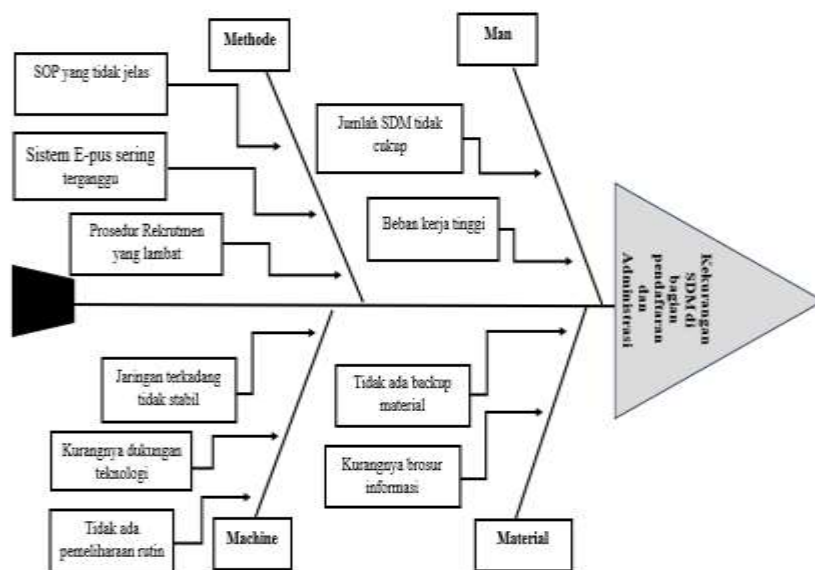 Methode
Man
SOP yang tidak jelas
Sistem E-pus sering
terganggu
Prosedur Rekrutmen
yang lambat
Jumlah SDM tidak
cukup
Beban kerja tinggi
Kekurangan
SDM di
bagian
pendaftaran
dan
Administrasi
Jaringan terkadang
tidak stabil
Kurangnya dukungan
teknologi
Tidak ada
pemeliharaan rutin
Machine
Tidak ada backup
material
Kurangnya brosur
informasi
Material